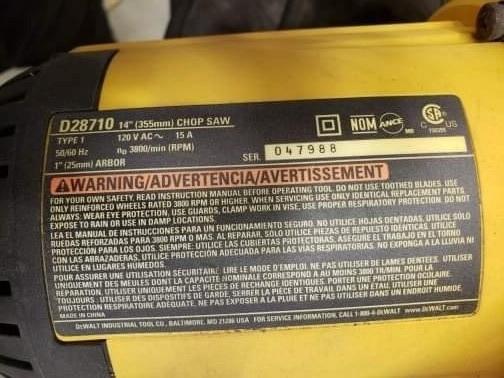 D28710 14" (355mm) CHOP SAW
TYPE 1 120 V AC ~ 15 A
50/60 Hz n₀ 3800/min (RPM)
1" (25mm) ARBOR SER. 047988
NOM ANCE
C US
WARNING/ADVERTENCIA/AVERTISSEMENT
FOR YOUR OWN SAFETY, READ INSTRUCTION MANUAL BEFORE OPERATING TOOL. DO NOT USE TOOTHED BLADES. USE
ONLY REINFORCED WHEELS RATED 3800 RPM OR HIGHER. WHEN SERVICING USE ONLY IDENTICAL REPLACEMENT PARTS.
ALWAYS: WEAR EYE PROTECTION. USE GUARDS, CLAMP WORK IN VISE, USE PROPER RESPIRATORY PROTECTION. DO NOT
EXPOSE TO RAIN OR USE IN DAMP LOCATIONS.
LEA EL MANUAL DE INSTRUCCIONES PARA UN FUNCIONAMIENTO SEGURO. NO UTILICE HOJAS DENTADAS, UTILICE SÓLO
RUEDAS REFORZADAS PARA 3800 RPM O MÁS. AL REPARAR, SÓLO UTILICE PIEZAS DE REPUESTO IDÉNTICAS. UTILICE
PROTECCIÓN PARA LOS OJOS. SIEMPRE: UTILICE LAS CUBIERTAS PROTECTORAS, ASEGURE EL TRABAJO EN EL TORNO
CON LAS ABRAZADERAS, UTILICE PROTECCIÓN ADECUADA PARA LAS VIAS RESPIRATORIAS. NO EXPONGA A LA LLUVIA NI
UTILICE EN LUGARES HÚMEDOS.
POUR ASSURER UNE UTILISATION SÉCURITAIRE, LIRE LE MODE D'EMPLOI. NE PAS UTILISER DE LAMES DENTÉES. UTILISER
UNIQUEMENT DES MEULES DONT LA CAPACITÉ NOMINALE CORRESPOND À AU MOINS 3800 TR/MIN. POUR LA
RÉPARATION, UTILISER UNIQUEMENT LES PIÈCES DE RECHANGE IDENTIQUES. PORTER UNE PROTECTION OCULAIRE.
TOUJOURS : UTILISER DES DISPOSITIFS DE GARDE, SERRER LA PIÈCE DE TRAVAIL DANS UN ÉTAU ET UTILISER UNE
PROTECTION RESPIRATOIRE ADÉQUATE. NE PAS EXPOSER À LA PLUIE ET NE PAS UTILISER DANS UN ENDROIT HUMIDE.
MADE IN CHINA
DEWALT INDUSTRIAL TOOL CO., BALTIMORE, MD 21286 USA FOR SERVICE INFORMATION, CALL 1-800-4-DEWALT www.DEWALT.com